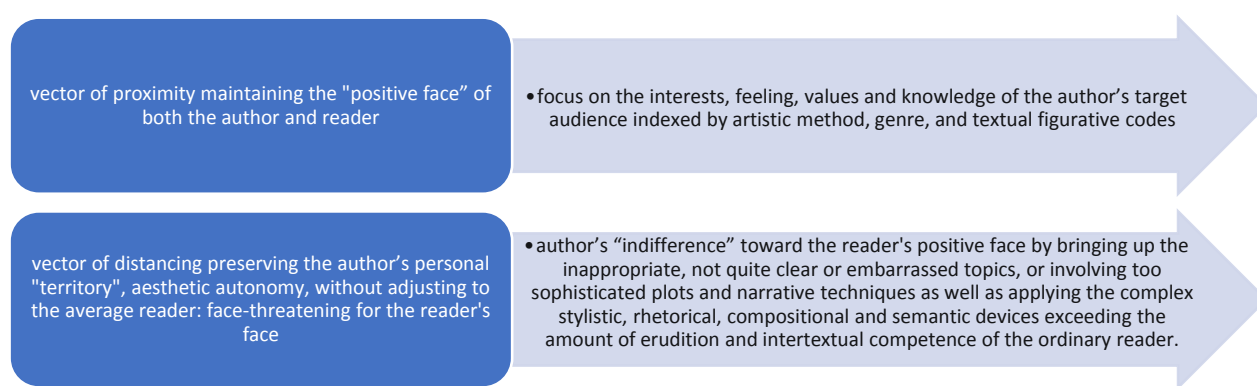 vector of proximity maintaining the "positive face” of
both the author and reader
•focus on the interests, feeling, values and knowledge of the author’s target
audience indexed by artistic method, genre, and textual figurative codes
vector of distancing preserving the author’s personal
"territory", aesthetic autonomy, without adjusting to
the average reader: face-threatening for the reader's
face
•author’s “indifference” toward the reader's positive face by bringing up the
inappropriate, not quite clear or embarrassed topics, or involving too
sophisticated plots and narrative techniques as well as applying the complex
stylistic, rhetorical, compositional and semantic devices exceeding the
amount of erudition and intertextual competence of the ordinary reader.